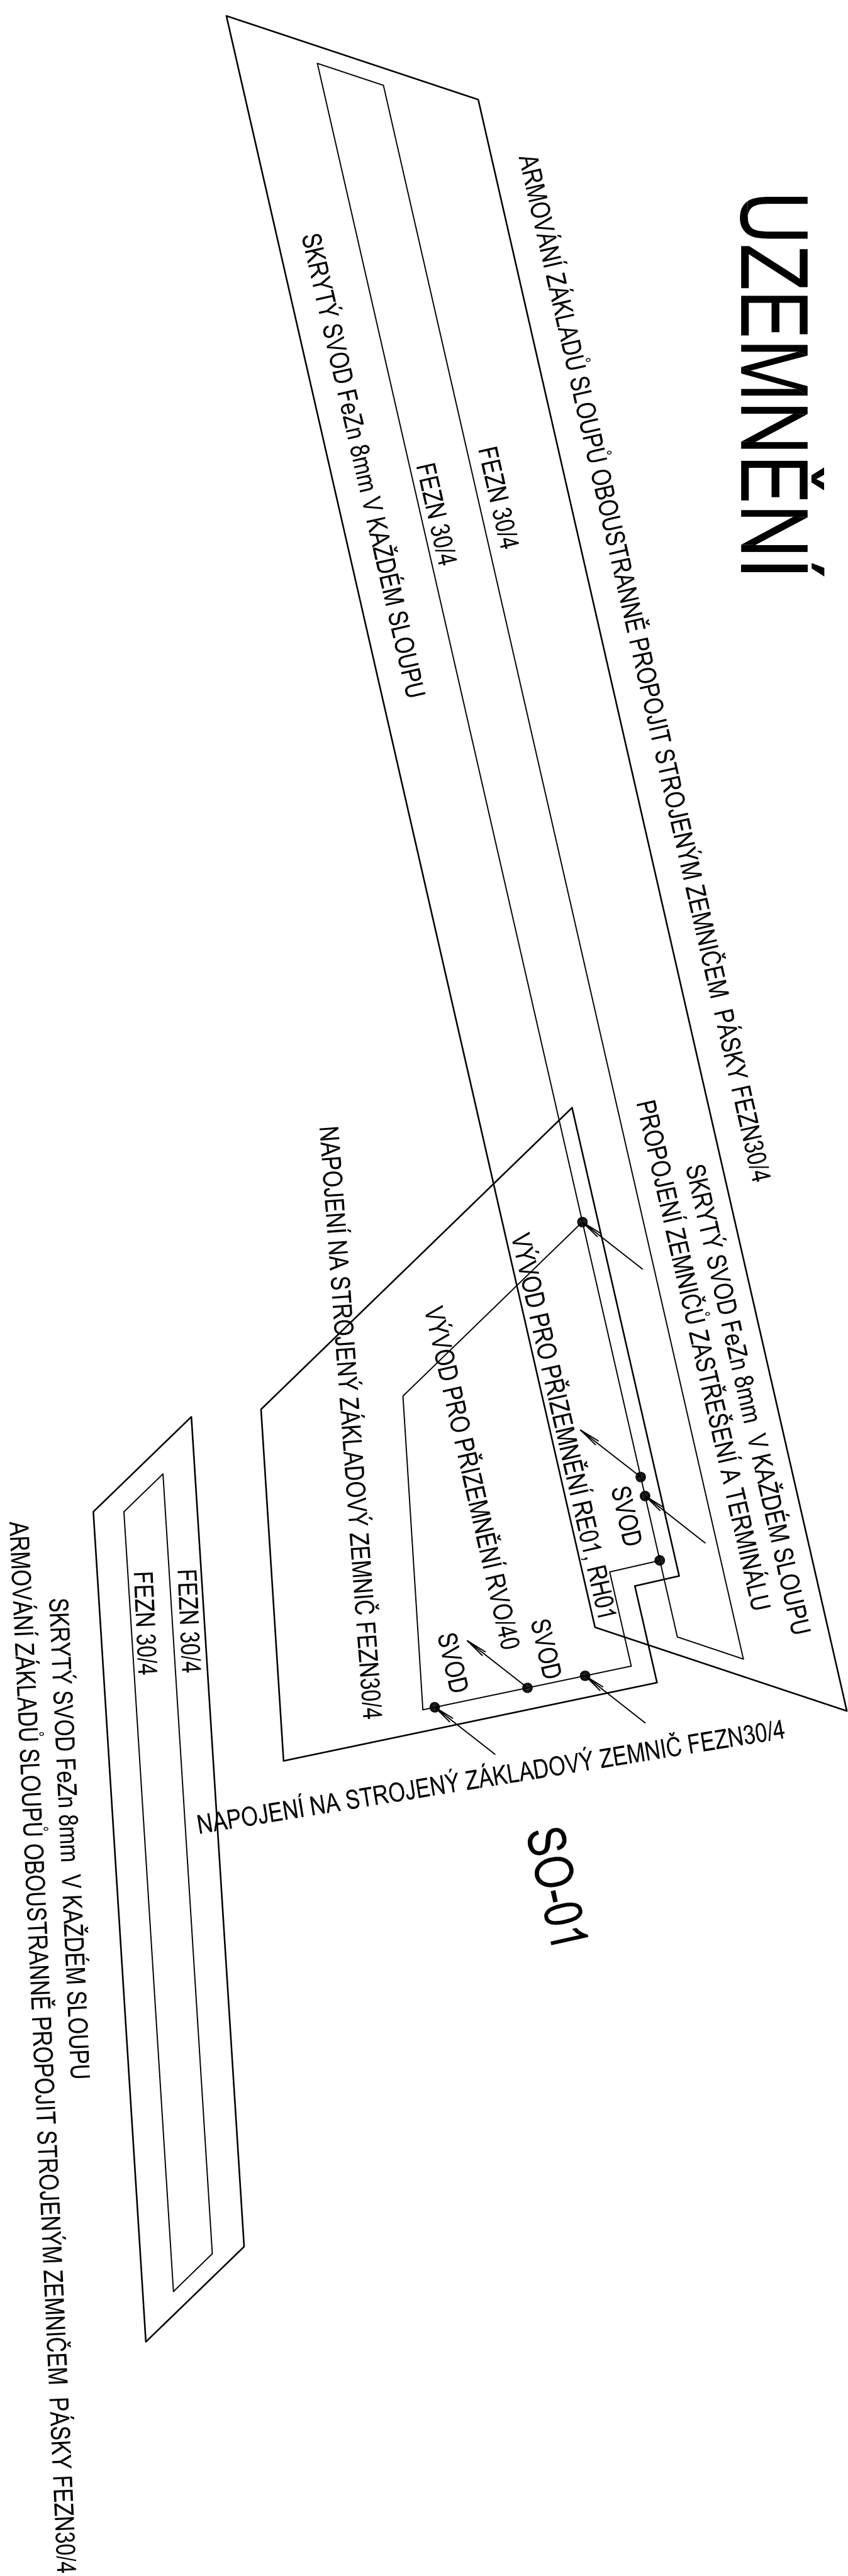 UZEMNĚNÍ
ARMOVÁNÍ ZÁKLADŮ SLOUPŮ OBOUSTRANNĚ PROPOJIT STROJENÝM ZEMNIČEM PÁSKY FEZN30/4
SKRYTÝ SVOD FeZn 8mm V KAŽDÉM SLOUPU
PROPOJENÍ ZEMNIČŮ ZASTŘEŠENÍ A TERMINÁLU
FEZN 30/4
FEZN 30/4
SKRYTÝ SVOD FeZn 8mm V KAŽDÉM SLOUPU
SVOD
VÝVOD PRO PŘIZEMNĚNÍ RE01, RH01
SVOD
VÝVOD PRO PŘIZEMNĚNÍ RVO/40
SVOD
NAPOJENÍ NA STROJENÝ ZÁKLADOVÝ ZEMNIČ FEZN30/4
NAPOJENÍ NA STROJENÝ ZÁKLADOVÝ ZEMNIČ FEZN30/4
SO-01
FEZN 30/4
FEZN 30/4
SKRYTÝ SVOD FeZn 8mm V KAŽDÉM SLOUPU
ARMOVÁNÍ ZÁKLADŮ SLOUPŮ OBOUSTRANNĚ PROPOJIT STROJENÝM ZEMNIČEM PÁSKY FEZN30/4